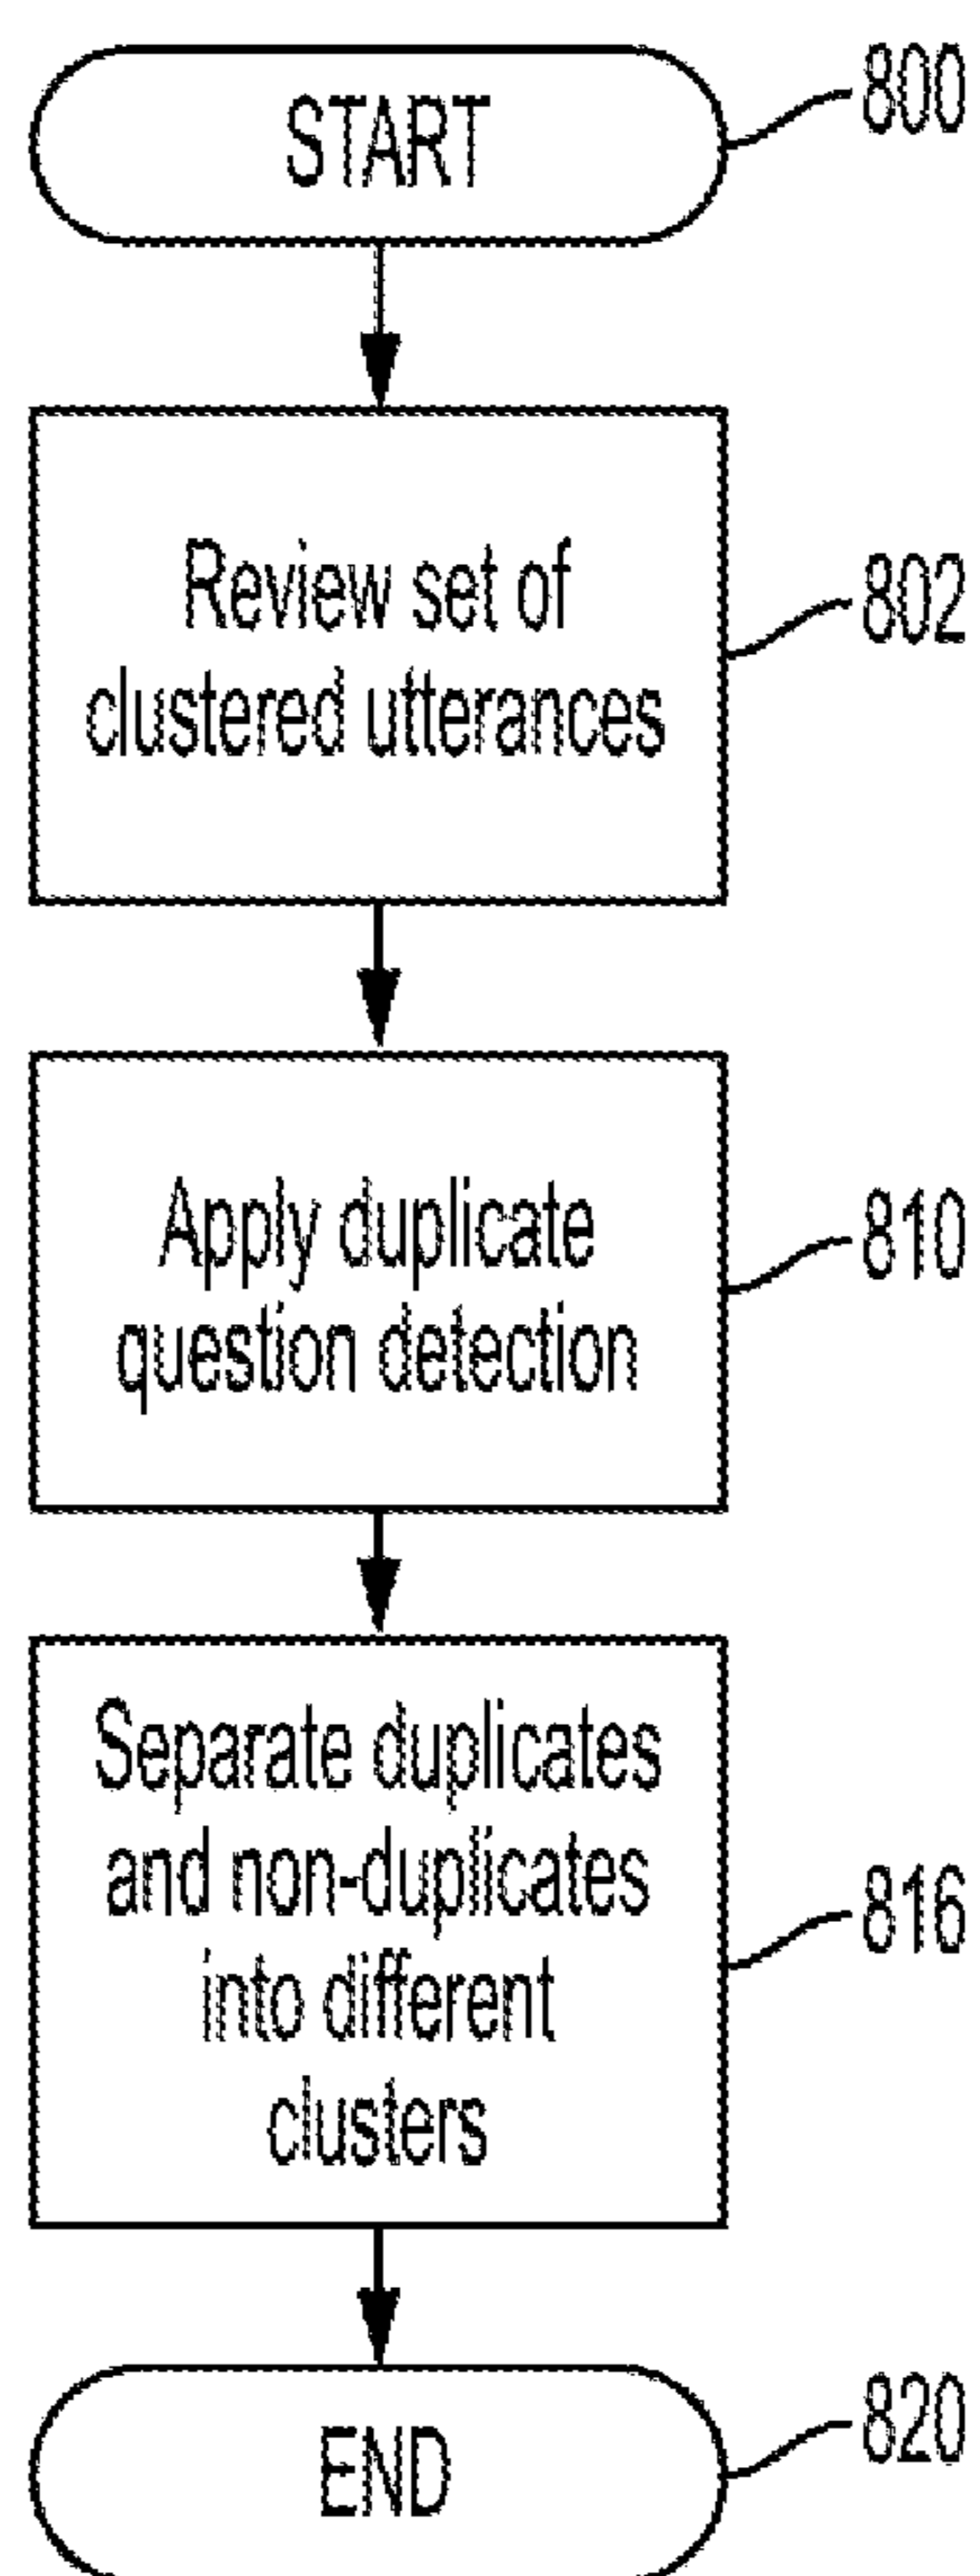 START
800
Review set of
clustered utterances
802
Apply duplicate
question detection
810
Separate duplicates
and non-duplicates
into different
clusters
816
END
820